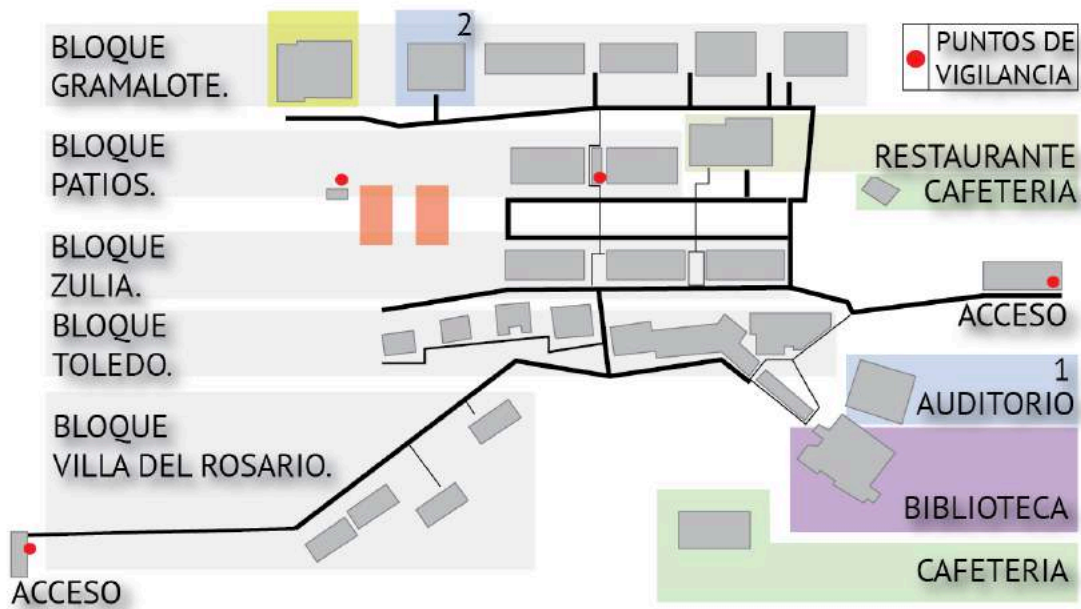 BLOQUE
GRAMALOTE.
2
PUNTOS DE
VIGILANCIA
BLOQUE
PATIOS.
RESTAURANTE
CAFETERIA
BLOQUE
ZULIA.
ACCESO
BLOQUE
TOLEDO.
1
AUDITORIO
BLOQUE
VILLA DEL ROSARIO.
BIBLIOTECA
CAFETERIA
ACCESO